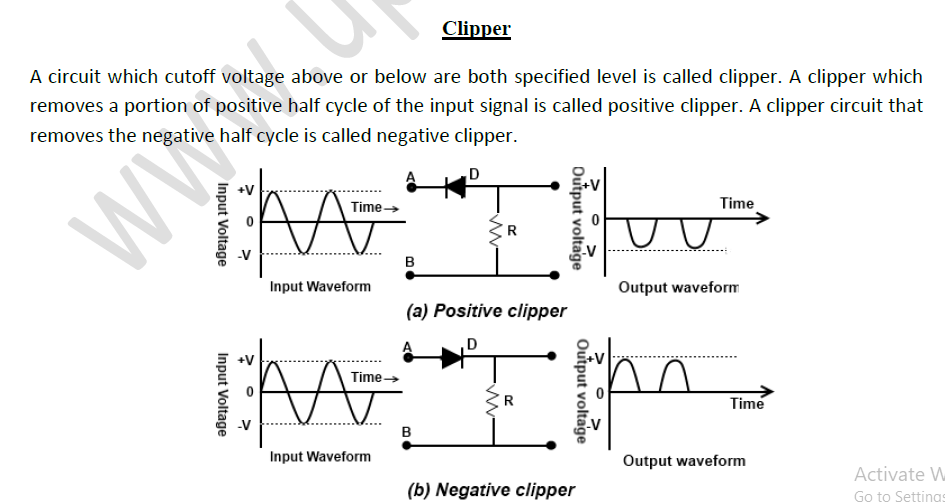 Clipper
A circuit which cutoff voltage above or below are both specified level is called clipper. A clipper which
removes a portion of positive half cycle of the input signal is called positive clipper. A clipper circuit that
removes the negative half cycle is called negative clipper.
Input Voltage
+V
0
-V
Time→
Input Waveform
A
D
R
B
Output voltage
+V
0
-V
Time
Output waveform
(a) Positive clipper
Input Voltage
+V
0
-V
Time→
Input Waveform
A
D
R
B
Output voltage
+V
0
-V
Time
Output waveform
(b) Negative clipper
www.u
Activate W
Go to Settings